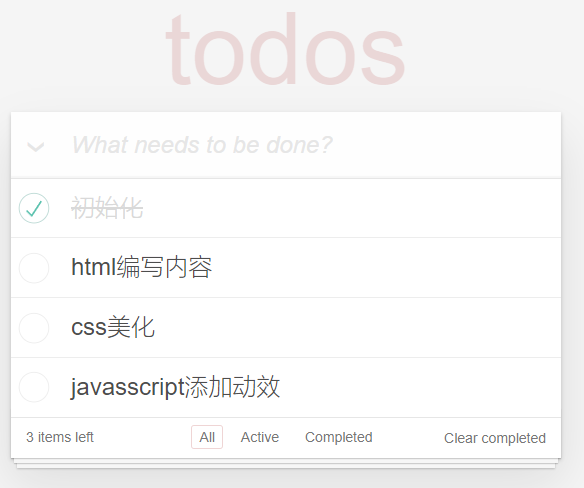 todos
What needs to be done?
初始化
html编写内容
css美化
javasscript添加动效
3 items left
All
Active
Completed
Clear completed